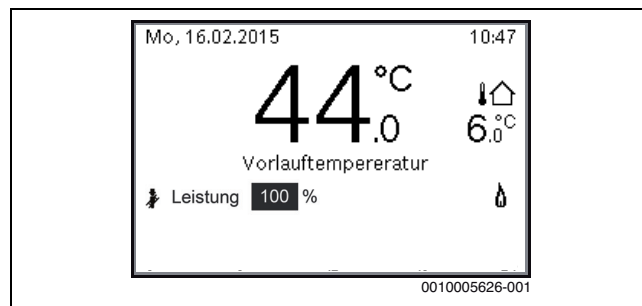 Mo, 16.02.2015 10:47
44.0 °C
6.0 °C
Vorlauftempereratur
Leistung 100 %
0010005626-001